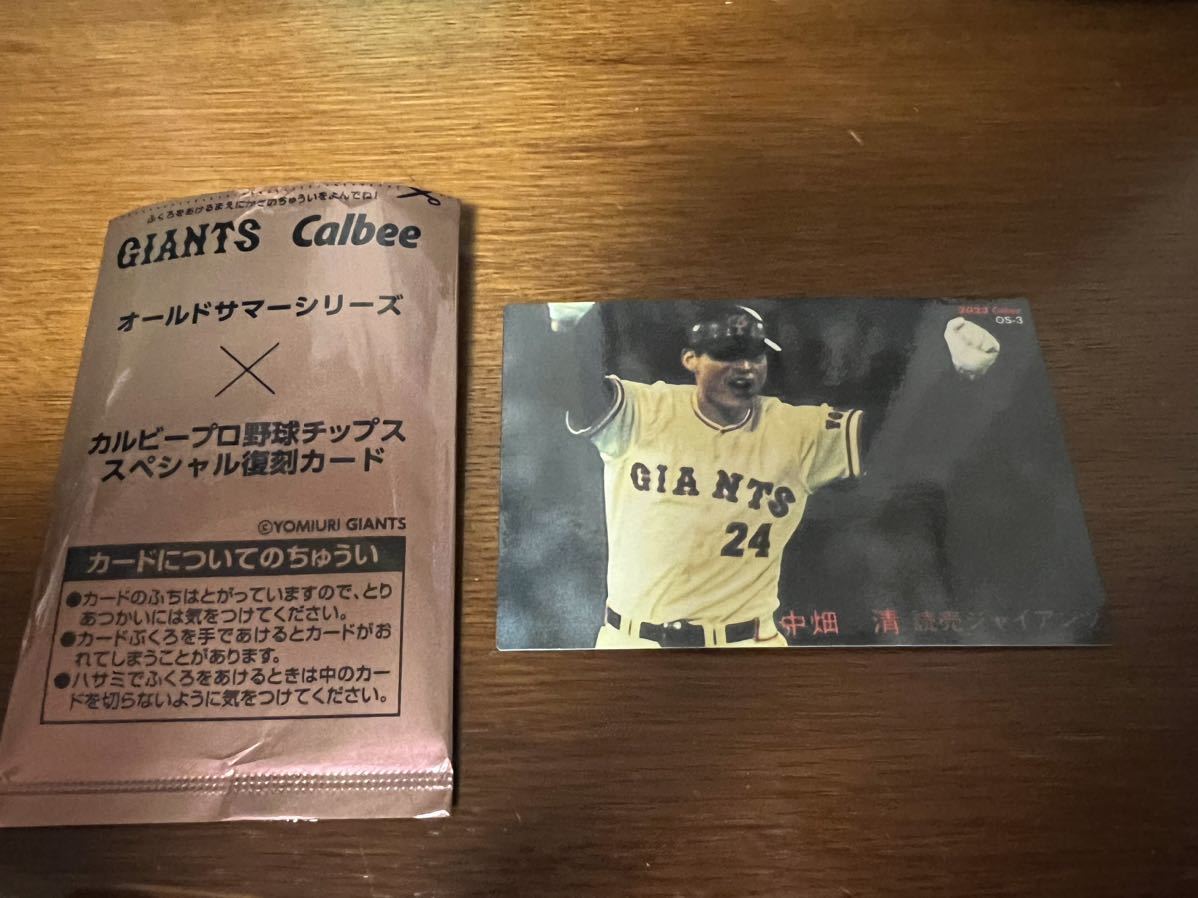 ふくろをあけるまえにかどのちゅういをよんでね!
GIANTS Calbee
オールドサマーシリーズ
×
カルビープロ野球チップス
スペシャル復刻カード
©YOMIURI GIANTS
カードについてのちゅうい
●カードのふちはとがっていますので、とり
あつかいには気をつけてください。
●カードぶくろを手であけるとカードがお
れてしまうことがあります。
●ハサミでふくろをあけるときは中のカー
ドを切らないように気をつけてください。
2023 Calbee
OS-3
GIANTS
24
中畑 清 読売ジャイアンツ